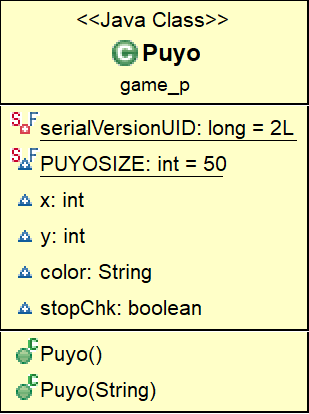 <<Java Class>>
C Puyo
game_p
S F serialVersionUID: long = 2L
S F PUYOSIZE: int = 50
x: int
y: int
color: String
stopChk: boolean
C Puyo()
C Puyo(String)